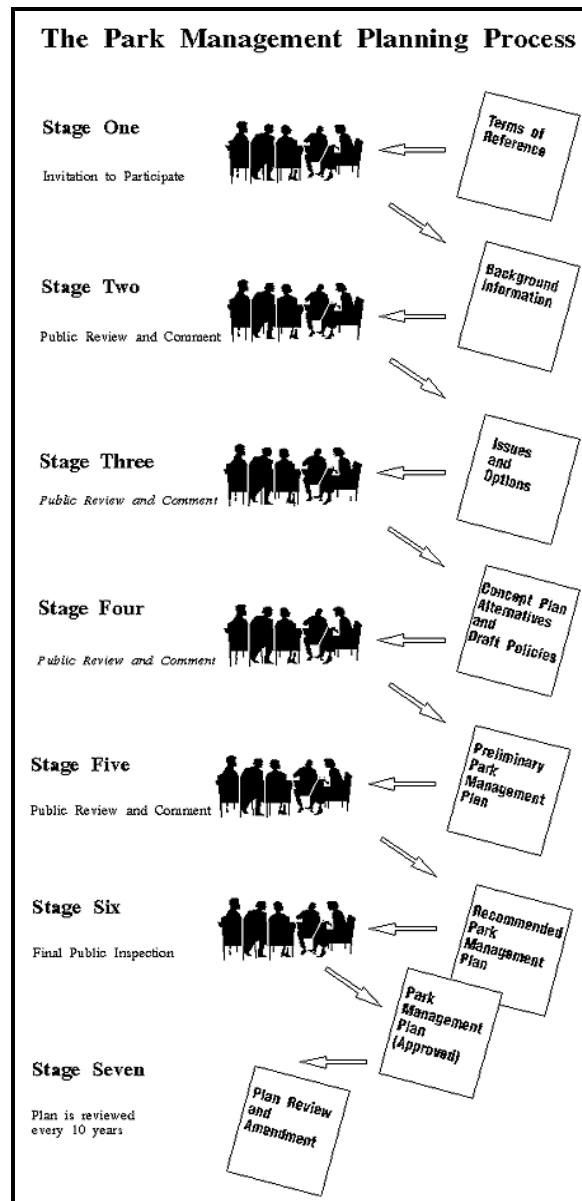 The Park Management Planning Process
Stage One
Invitation to Participate
Terms of
Reference
Stage Two
Public Review and Comment
Background
Information
Stage Three
Public Review and Comment
Issues
and
Options
Stage Four
Public Review and Comment
Concept Plan
Alternatives
and
Draft Policies
Stage Five
Public Review and Comment
Preliminary
Park
Management
Plan
Stage Six
Final Public Inspection
Recommended
Park
Management
Plan
Park
Management
Plan
(Approved)
Stage Seven
Plan is reviewed
every 10 years
Plan Review
and
Amendment